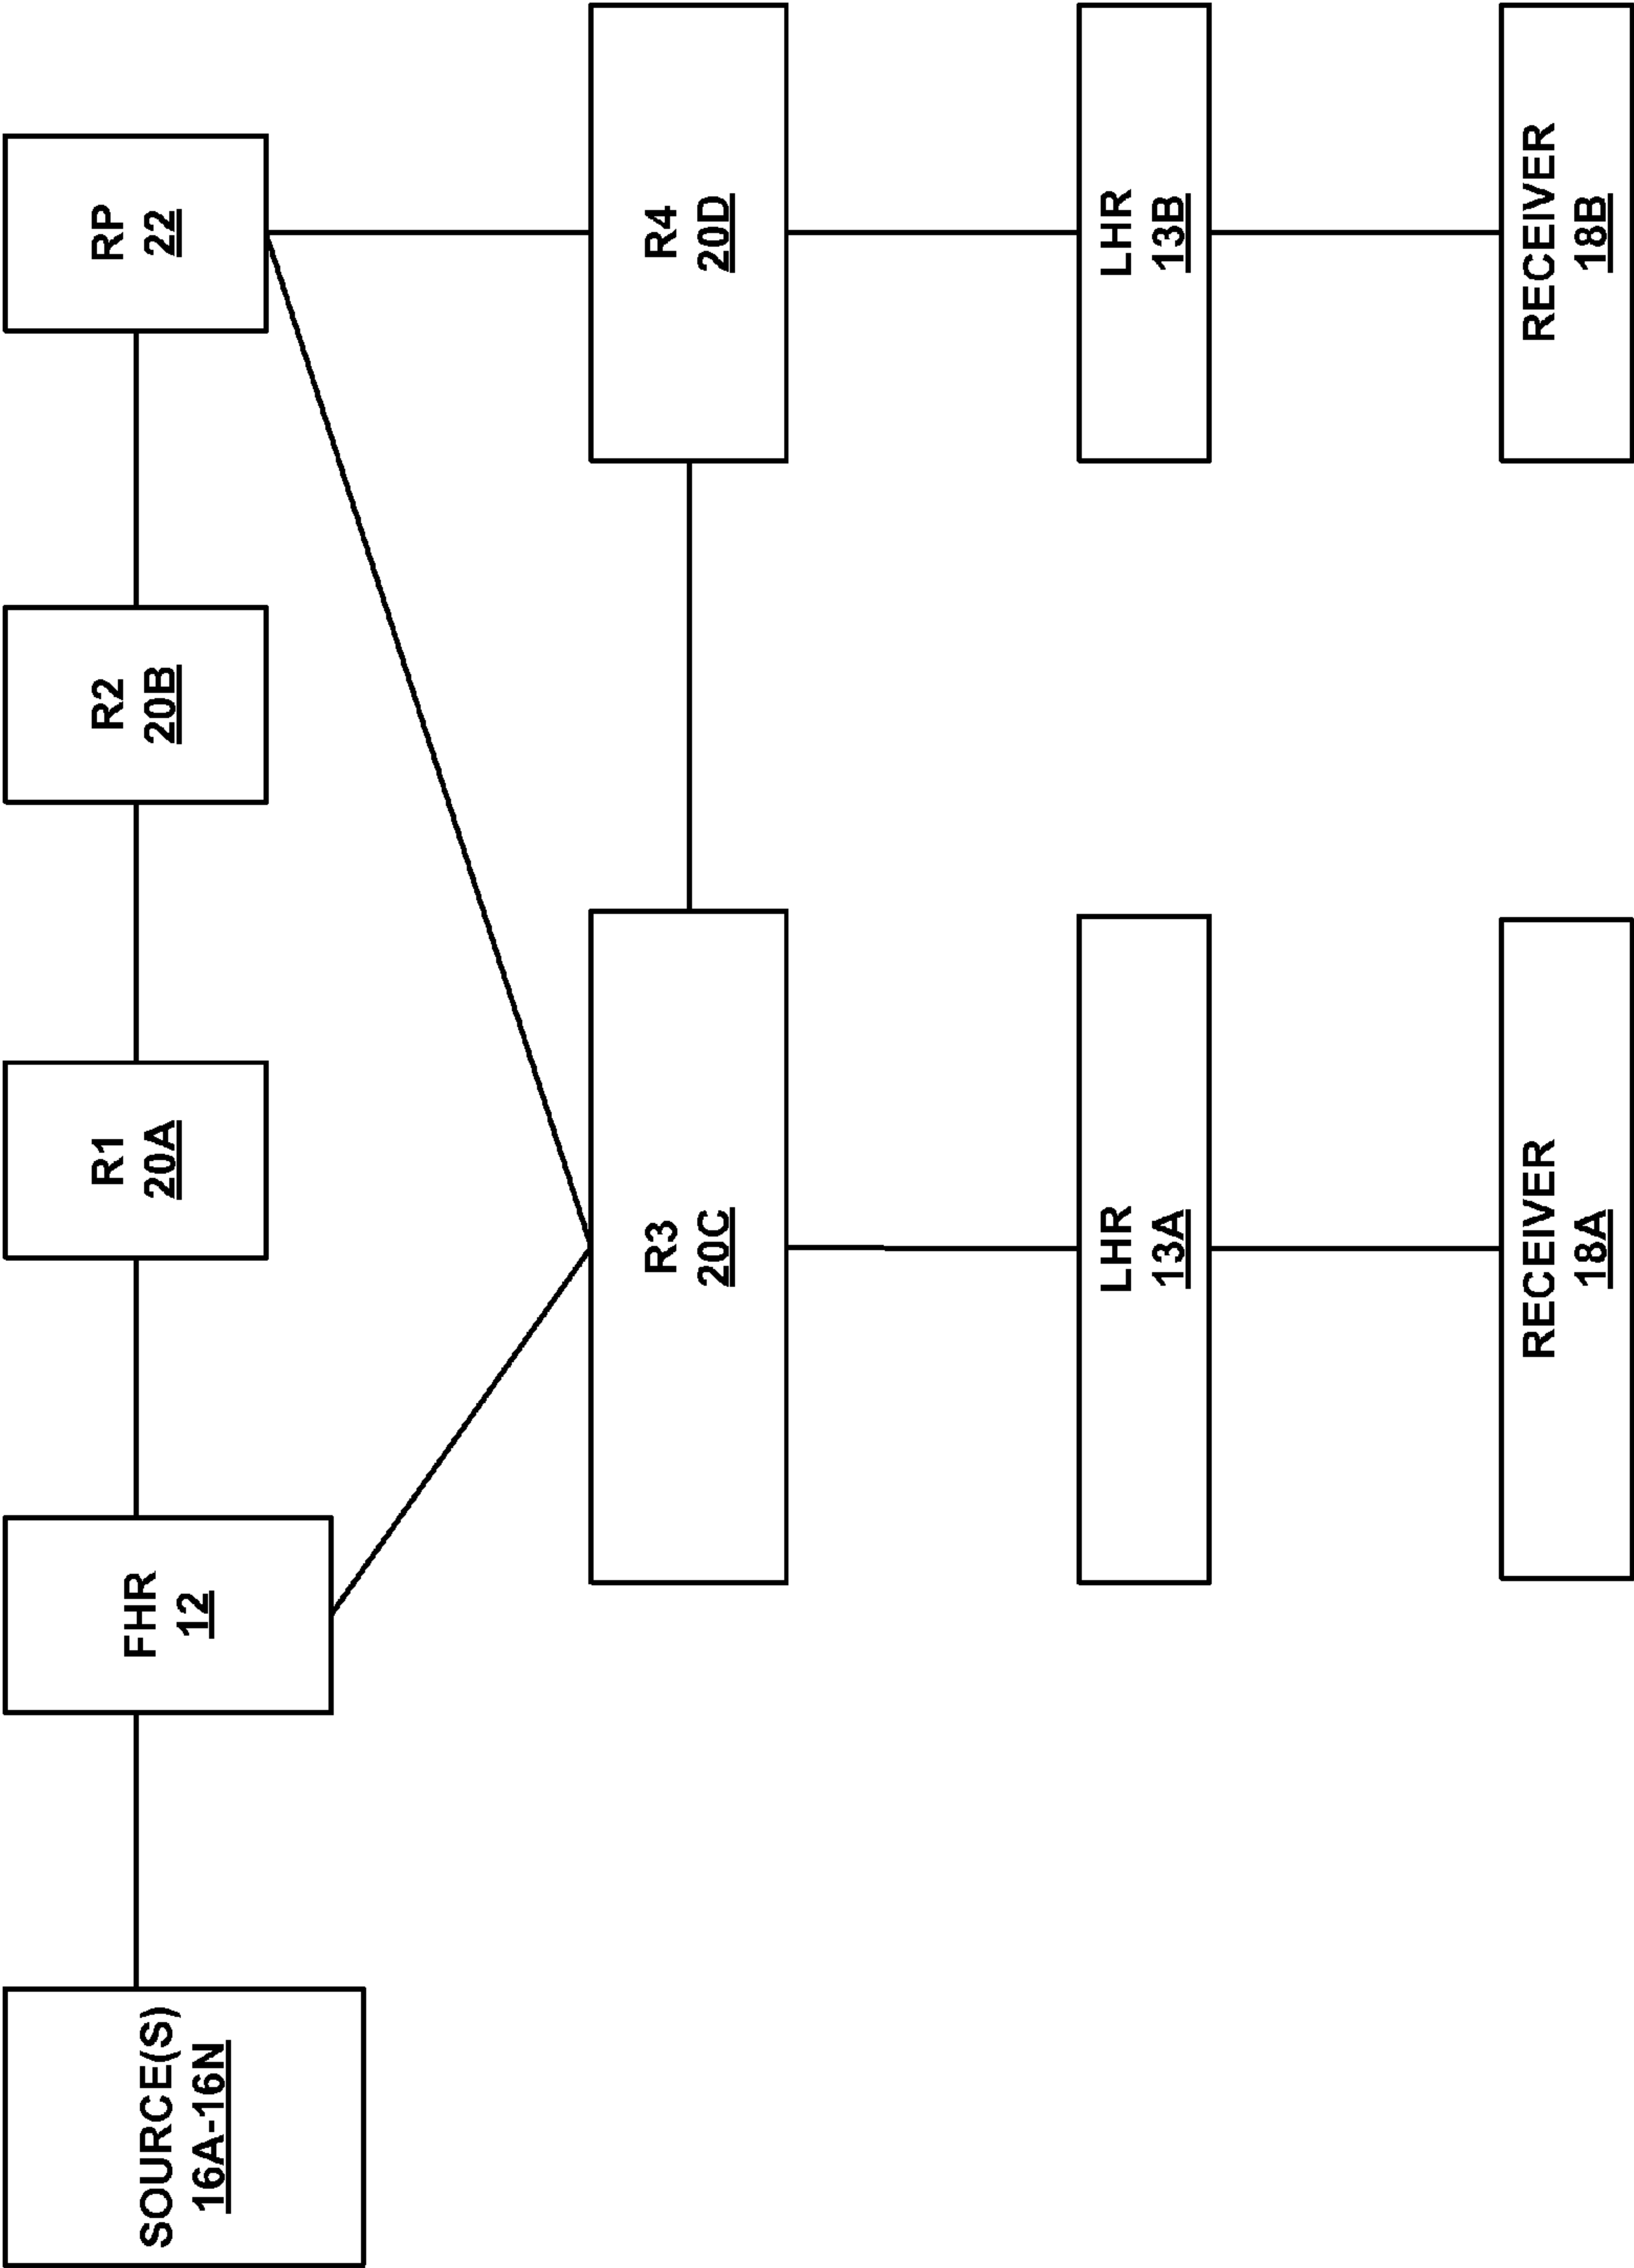 SOURCE(S)
16A-16N
FHR
12
R1
20A
R2
20B
RP
22
R3
20C
R4
20D
LHR
13A
LHR
13B
RECEIVER
18A
RECEIVER
18B